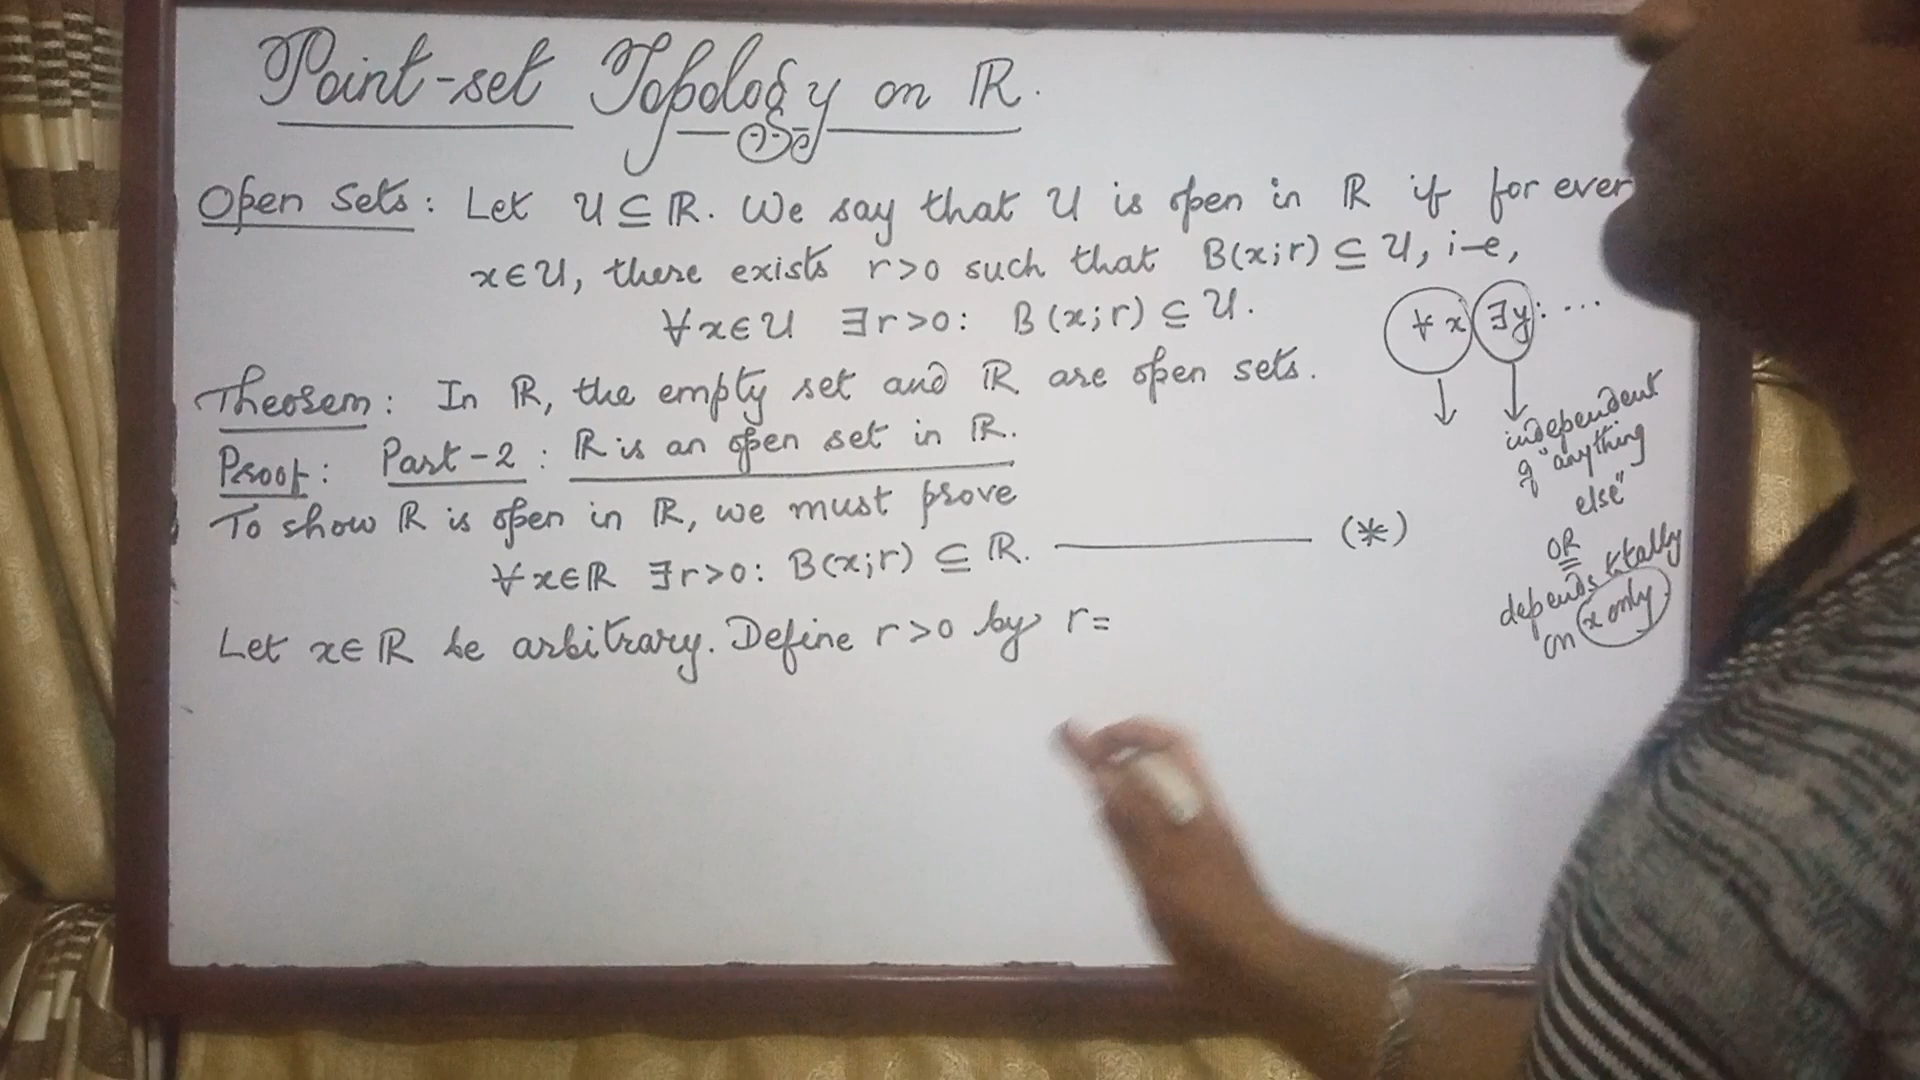 Point-set Topology on ℝ.
Open Sets: Let U ⊆ ℝ. We say that U is open in ℝ if for ever
x∈U, there exists r>0 such that B(x;r) ⊆ U, i-e,
∀x∈U ∃r>0: B(x;r) ⊆ U.
∀x ∃y: ...
Theorem: In ℝ, the empty set and ℝ are open sets.
Proof: Part-2: ℝ is an open set in ℝ.
To show ℝ is open in ℝ, we must prove
∀x∈ℝ ∃r>0: B(x;r) ⊆ ℝ. ——— (*)
Let x∈ℝ be arbitrary. Define r>0 by r=
independent
of "anything
else"
OR
depends totally
on x only